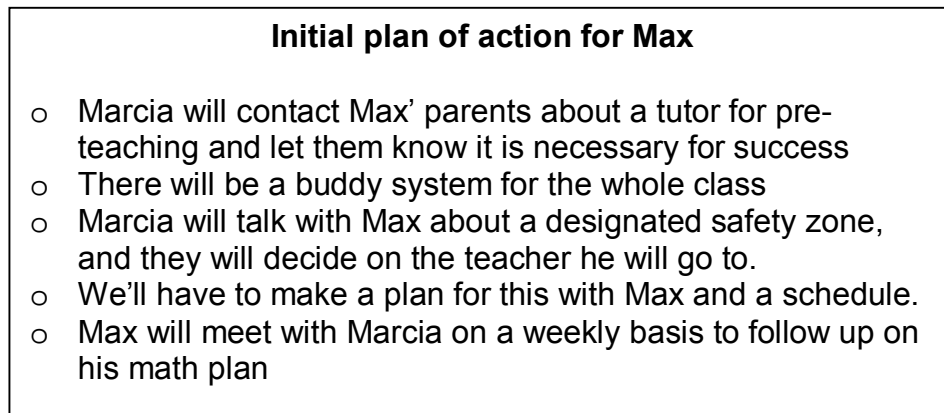 Initial plan of action for Max
o Marcia will contact Max' parents about a tutor for pre-
teaching and let them know it is necessary for success
o There will be a buddy system for the whole class
o Marcia will talk with Max about a designated safety zone,
and they will decide on the teacher he will go to.
o We'll have to make a plan for this with Max and a schedule.
o Max will meet with Marcia on a weekly basis to follow up on
his math plan